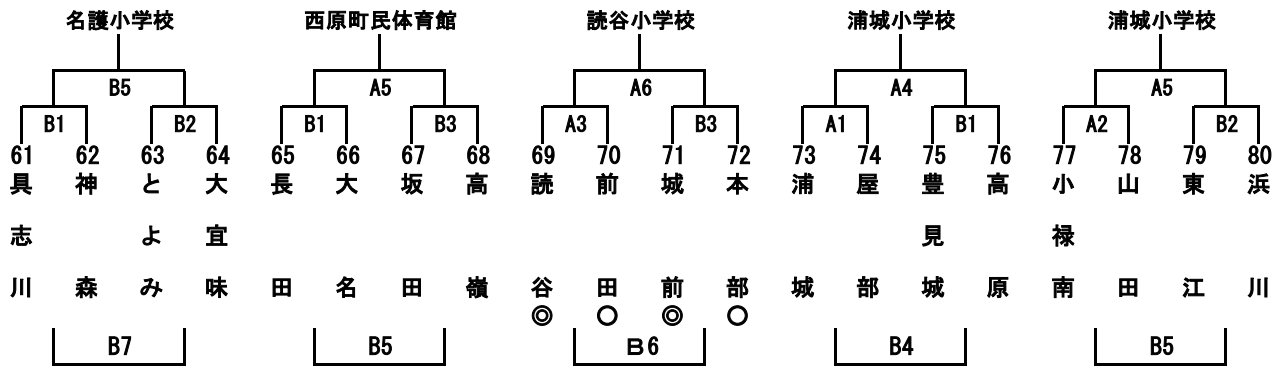 名護小学校 西原町民体育館 読谷小学校 浦城小学校 浦城小学校
B5 A5 A6 A4 A5
B1 B2 B1 B3 A3 B3 A1 B1 A2 B2
61 62 63 64 65 66 67 68 69 70 71 72 73 74 75 76 77 78 79 80
具志川 神森 とよみ 大宜味 長田 大名 坂田 高嶺 読谷 前田 城前 本部 浦城 屋部 豊見城 高原 小禄南 山田 東江 浜川
◎ ○ ◎ ○
B7 B5 B6 B4 B5